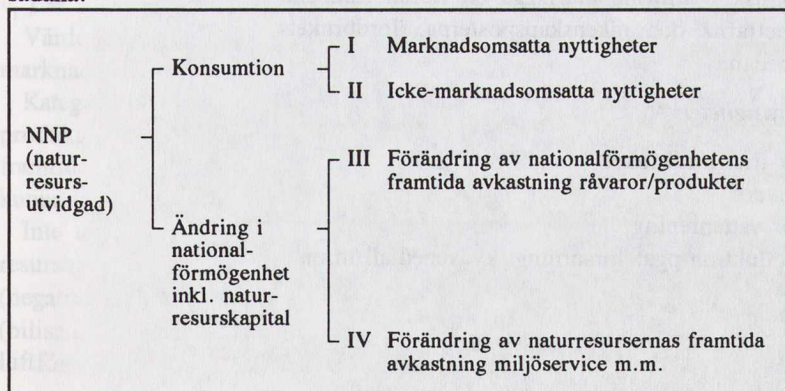 Konsumtion
I Marknadsomsatta nyttigheter
II Icke-marknadsomsatta nyttigheter
NNP
(natur-
resurs-
utvidgad)
Ändring i
national-
förmögenhet
inkl. natur-
resurskapital
III Förändring av nationalförmögenhetens
framtida avkastning råvaror/produkter
IV Förändring av naturresursernas framtida
avkastning miljöservice m.m.